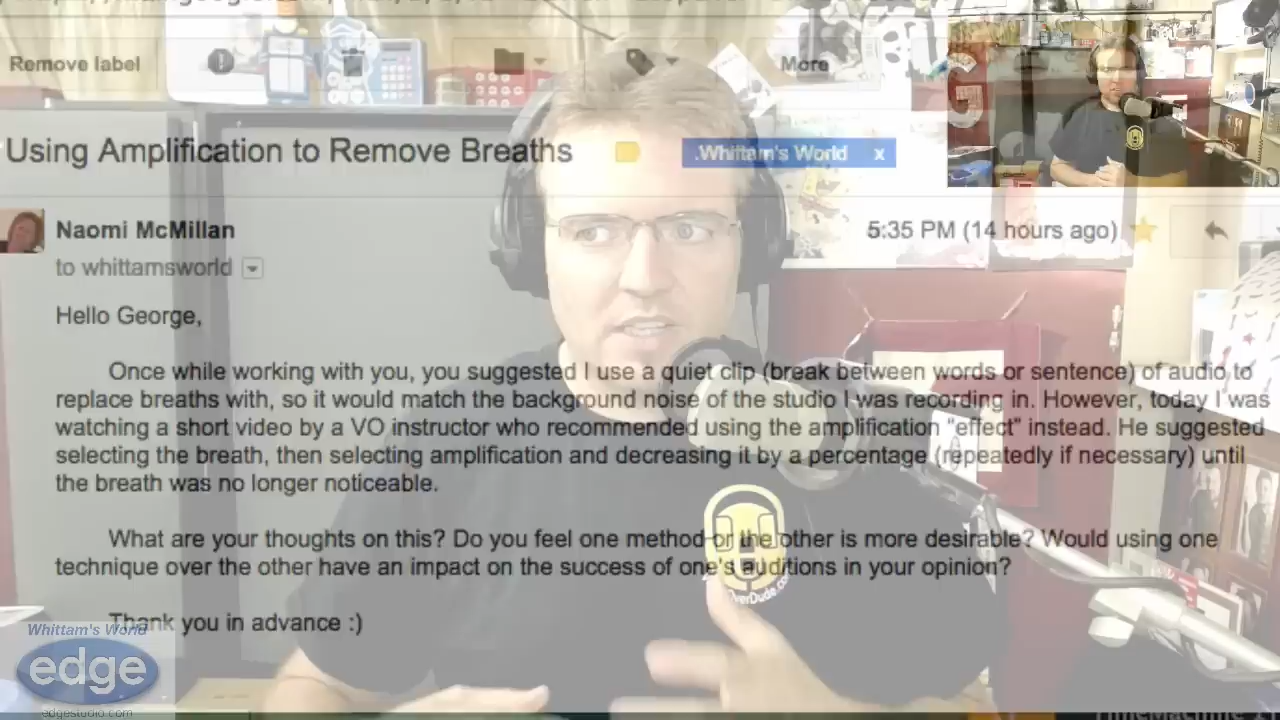 Remove label
More
Using Amplification to Remove Breaths
.Whittam's World x
Naomi McMillan
5:35 PM (14 hours ago)
to whittamsworld
Hello George,
Once while working with you, you suggested I use a quiet clip (break between words or sentence) of audio to
replace breaths with, so it would match the background noise of the studio I was recording in. However, today I was
watching a short video by a VO instructor who recommended using the amplification "effect" instead. He suggested
selecting the breath, then selecting amplification and decreasing it by a percentage (repeatedly if necessary) until
the breath was no longer noticeable.
What are your thoughts on this? Do you feel one method or the other is more desirable? Would using one
technique over the other have an impact on the success of one's auditions in your opinion?
Thank you in advance :)
Whittam's World
edge
edgestudio.com